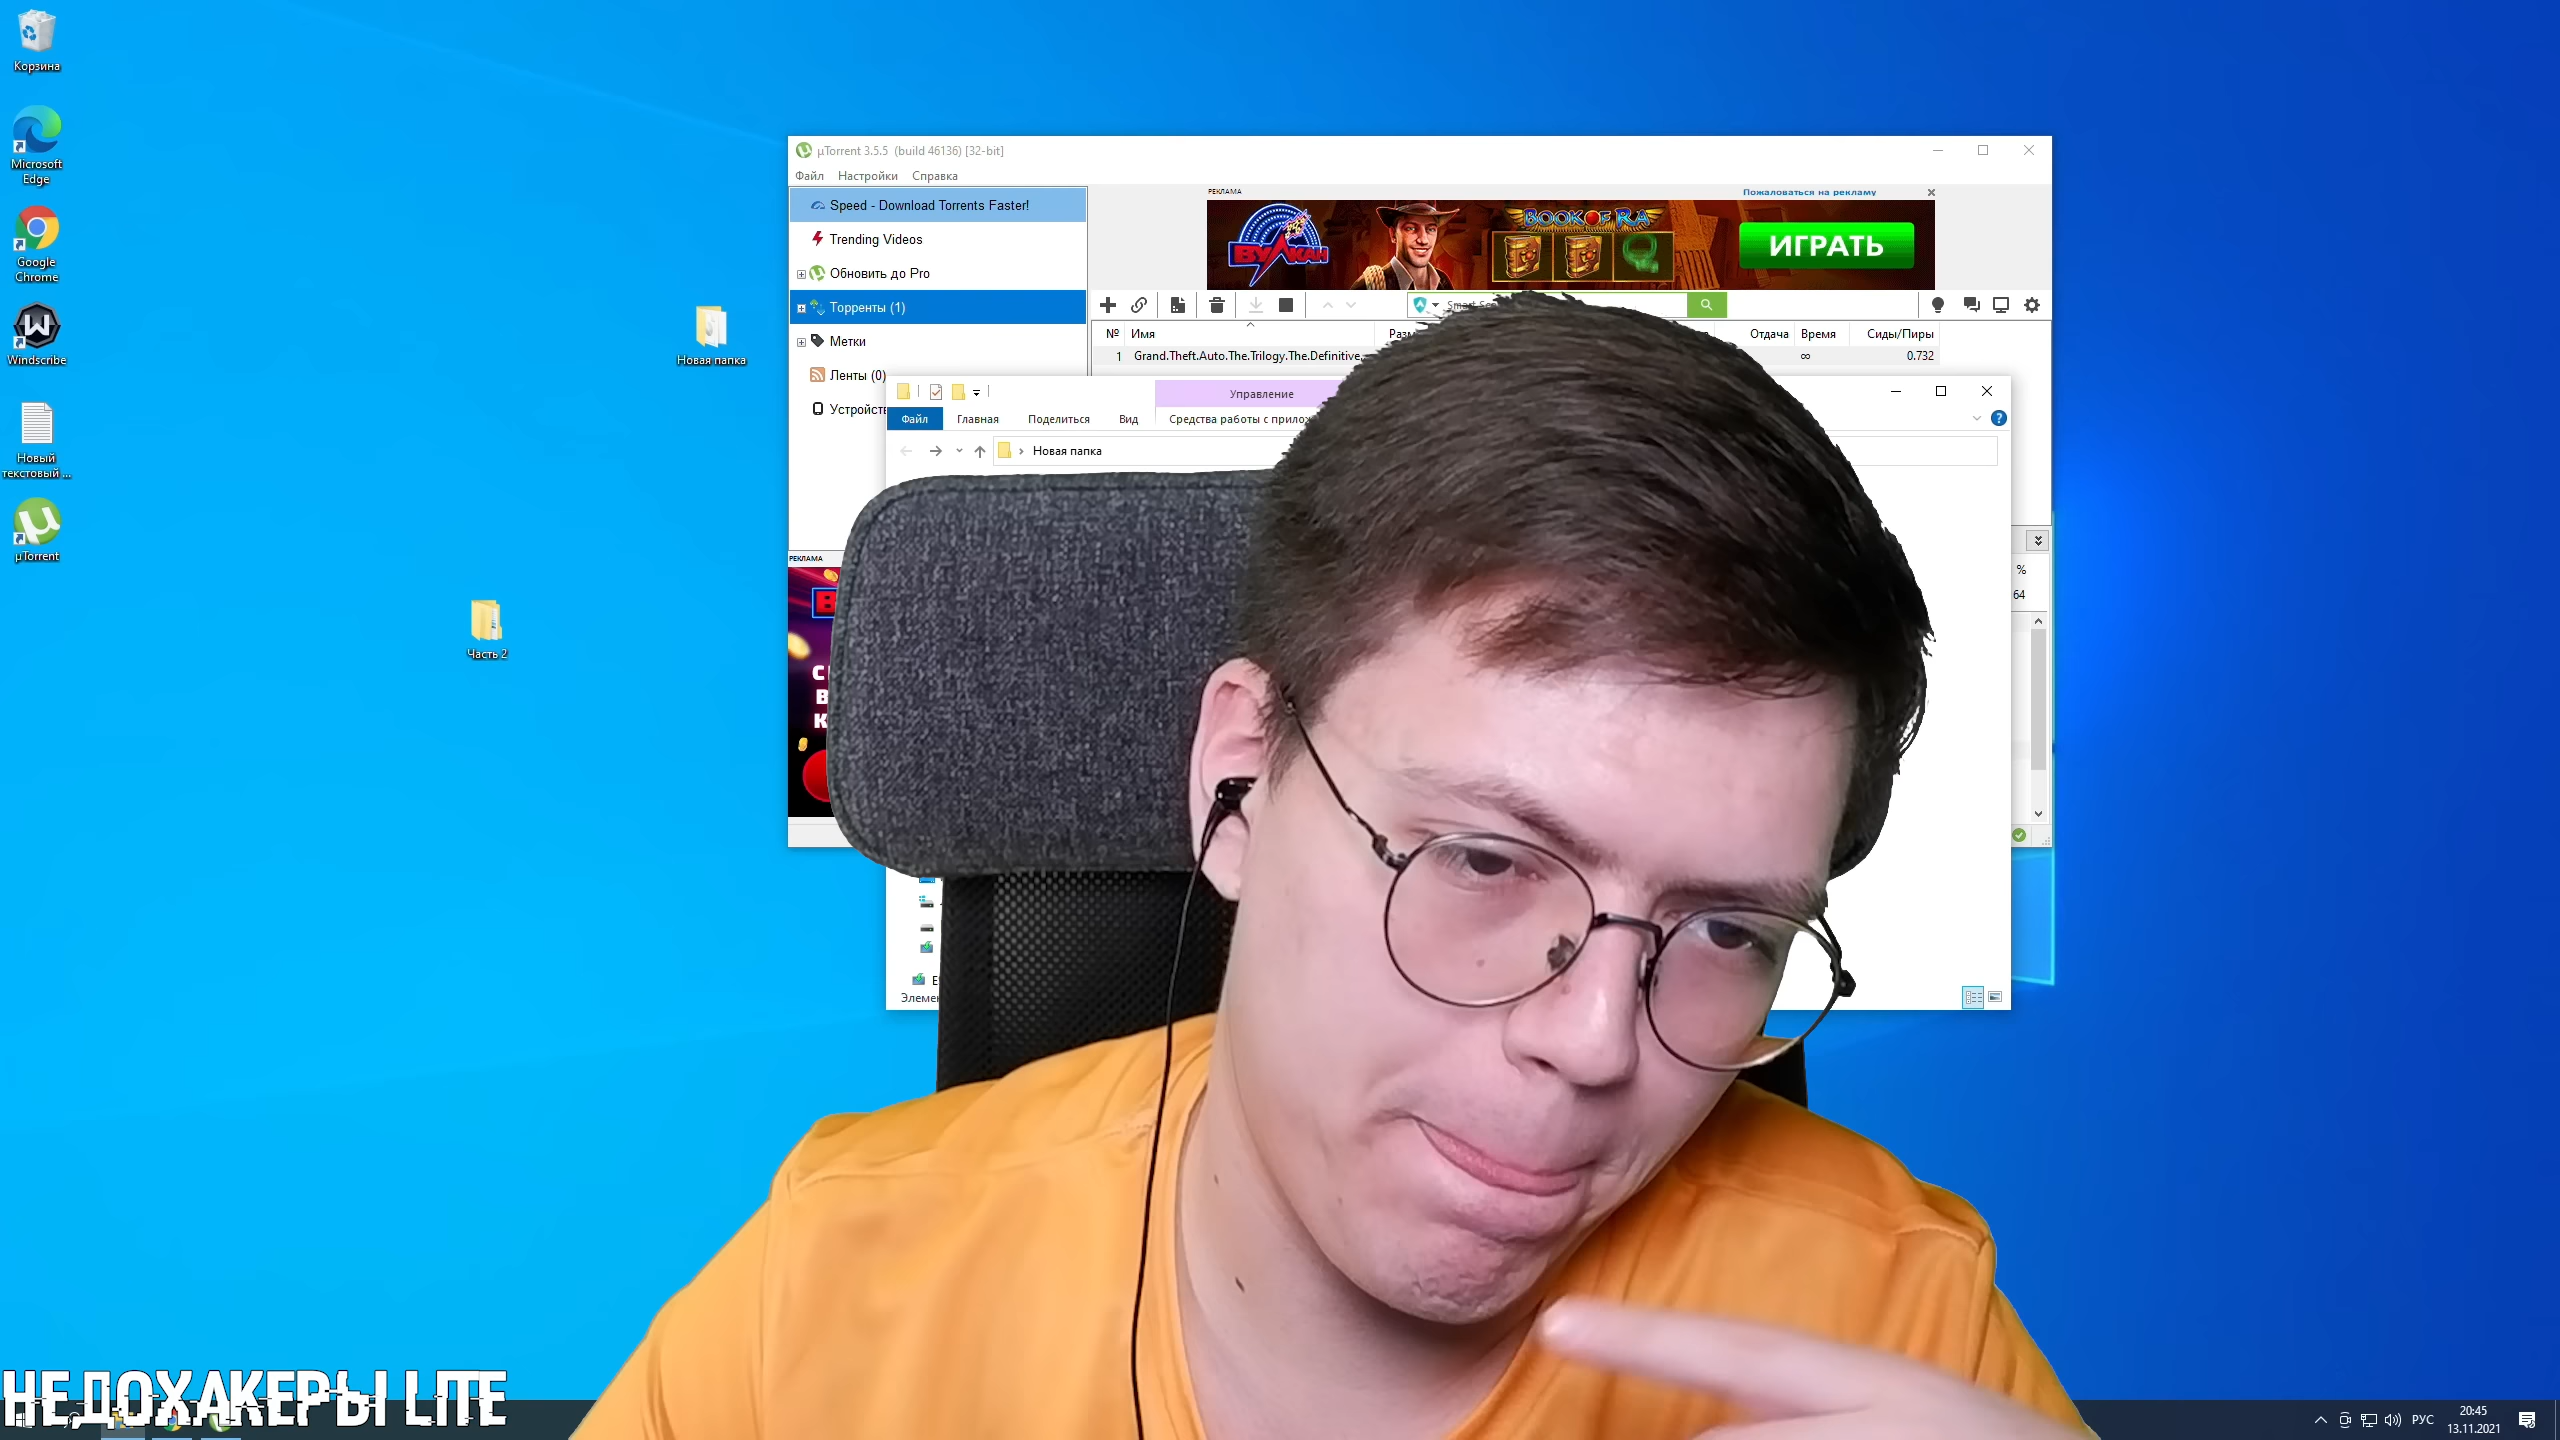 Корзина
Microsoft
Edge
Google
Chrome
Windscribe
Новый
текстовый ...
µTorrent
Новая папка
Часть 2
µTorrent 3.5.5 (build 46136) [32-bit]
Файл Настройки Справка
Speed - Download Torrents Faster!
Trending Videos
Обновить до Pro
Торренты (1)
Метки
Ленты (0)
РЕКЛАМА
Пожаловаться на рекламу
ВУЛКАН
BOOK OF RA
ИГРАТЬ
№ Имя Отдача Время Сиды/Пиры
1 Grand.Theft.Auto.The.Trilogy.The.Definitive. ∞ 0.732
Управление
Файл Главная Поделиться Вид Средства работы с
Новая папка
РЕКЛАМА
%
64
НЕДОХАКЕРЫ LITE
РУС
20:45
13.11.2021